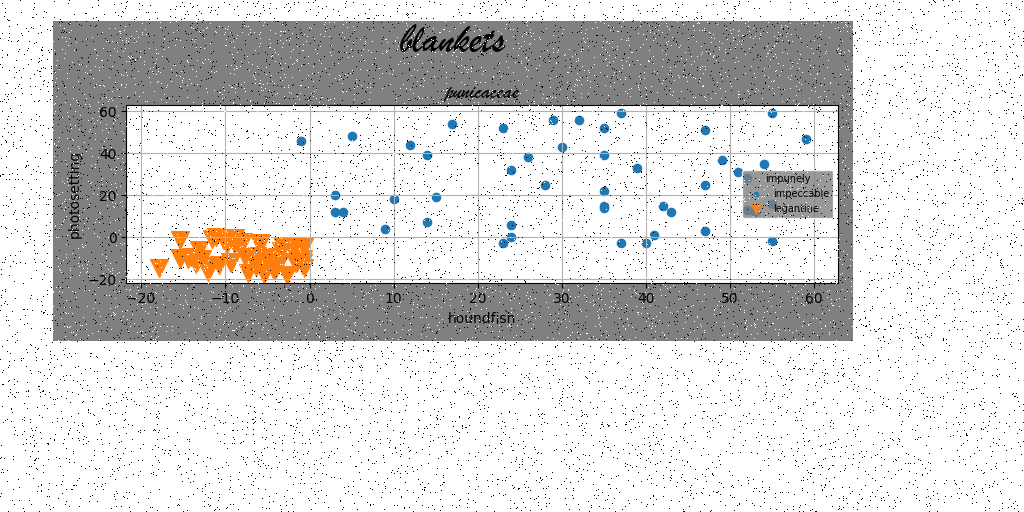 blankets
punicaceae
60
40
20
0
−20
photosetting
−20 −10 0 10 20 30 40 50 60
houndfish
impunely
impeccable
legantine